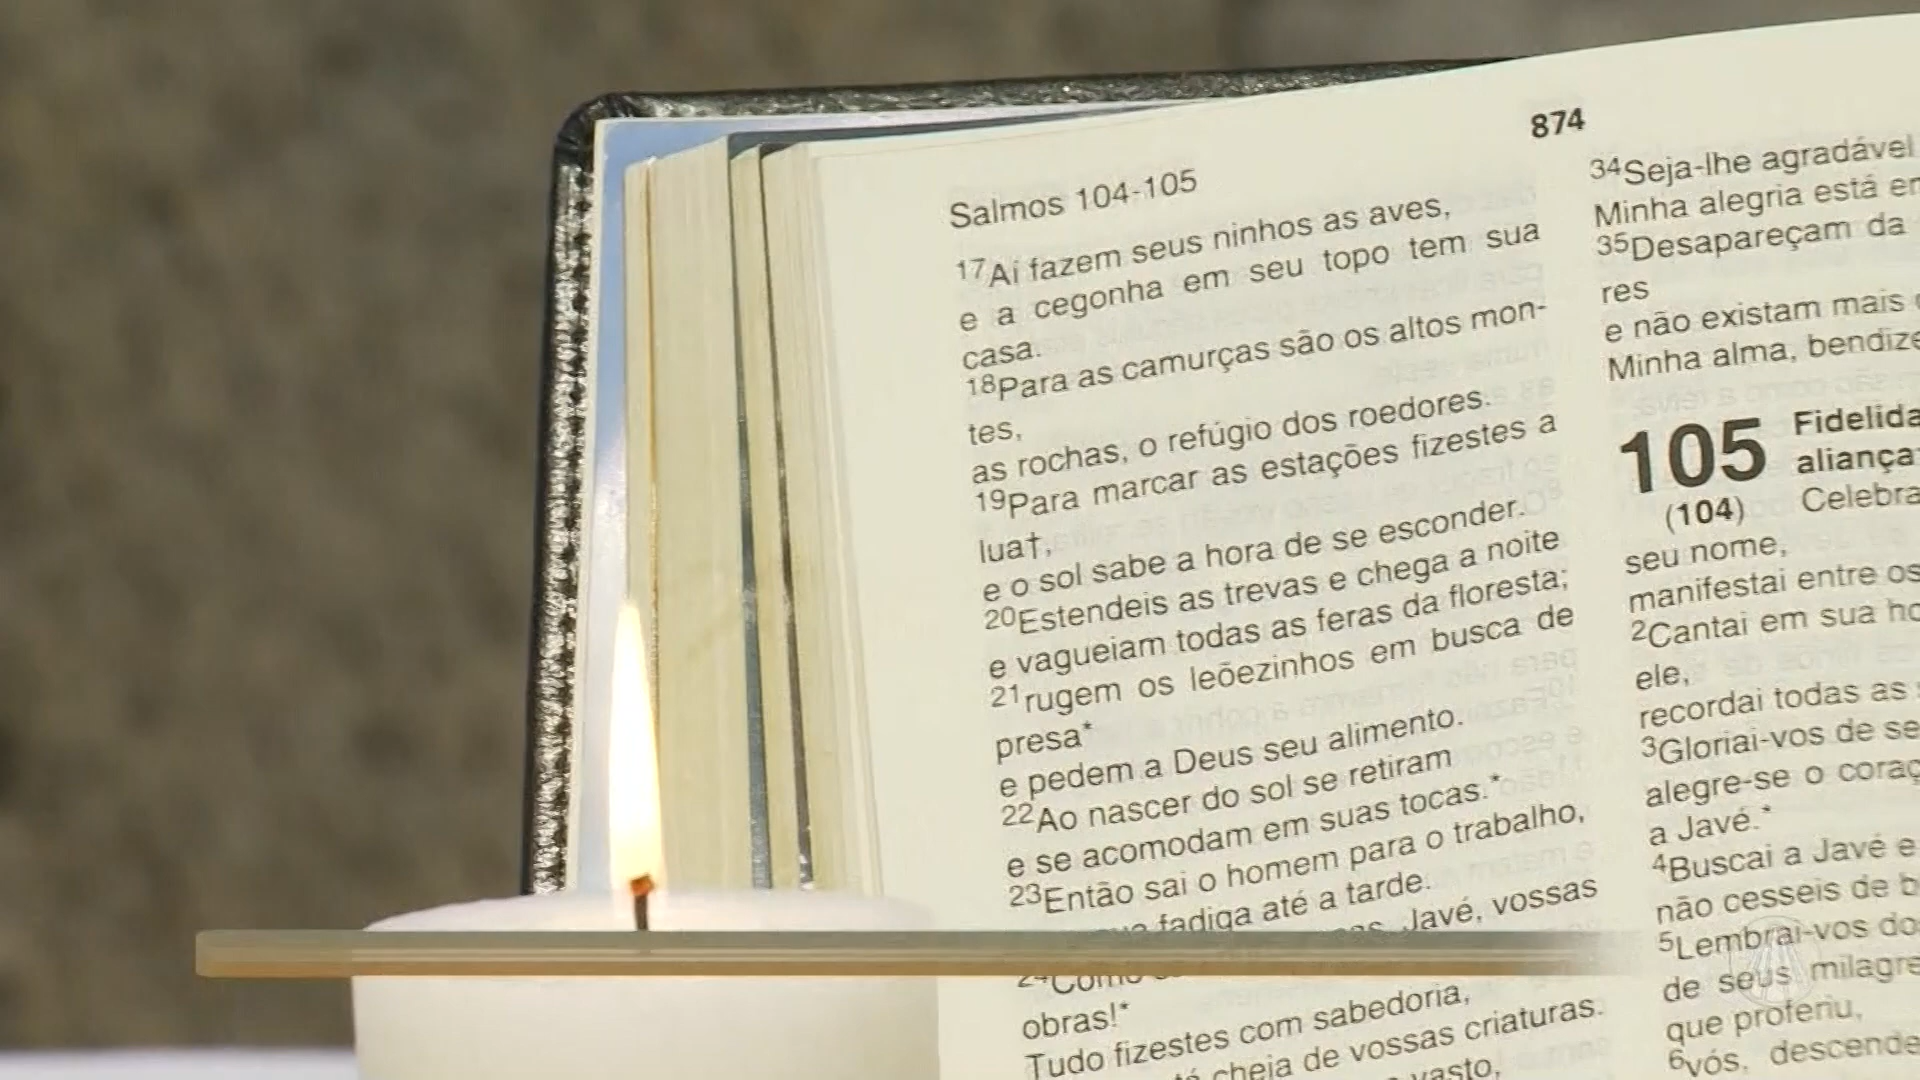 874
Salmos 104-105
17Aí fazem seus ninhos as aves,
e a cegonha em seu topo tem sua
casa.
18Para as camurças são os altos mon-
tes,
as rochas, o refúgio dos roedores.
19Para marcar as estações fizestes a
lua†,
e o sol sabe a hora de se esconder.
20Estendeis as trevas e chega a noite
e vagueiam todas as feras da floresta;
21rugem os leõezinhos em busca de
presa*
e pedem a Deus seu alimento.
22Ao nascer do sol se retiram
e se acomodam em suas tocas.*
23Então sai o homem para o trabalho,
fadiga até a tarde.
24Como Javé, vossas
obras!*
Tudo fizestes com sabedoria,
cheia de vossas criaturas.
vasto,
34Seja-lhe agradável
Minha alegria está
35Desapareçam da
res
e não existam mais
Minha alma,
105
(104)
aliança
seu nome,
manifestai entre
2Cantai em sua
ele,
recordai todas as
3Gloriai-vos de
alegre-se o
a Javé.*
4Buscai a Javé e
não cesseis de
5Lembrai-vos
de seus
que proferiu,
6vós,